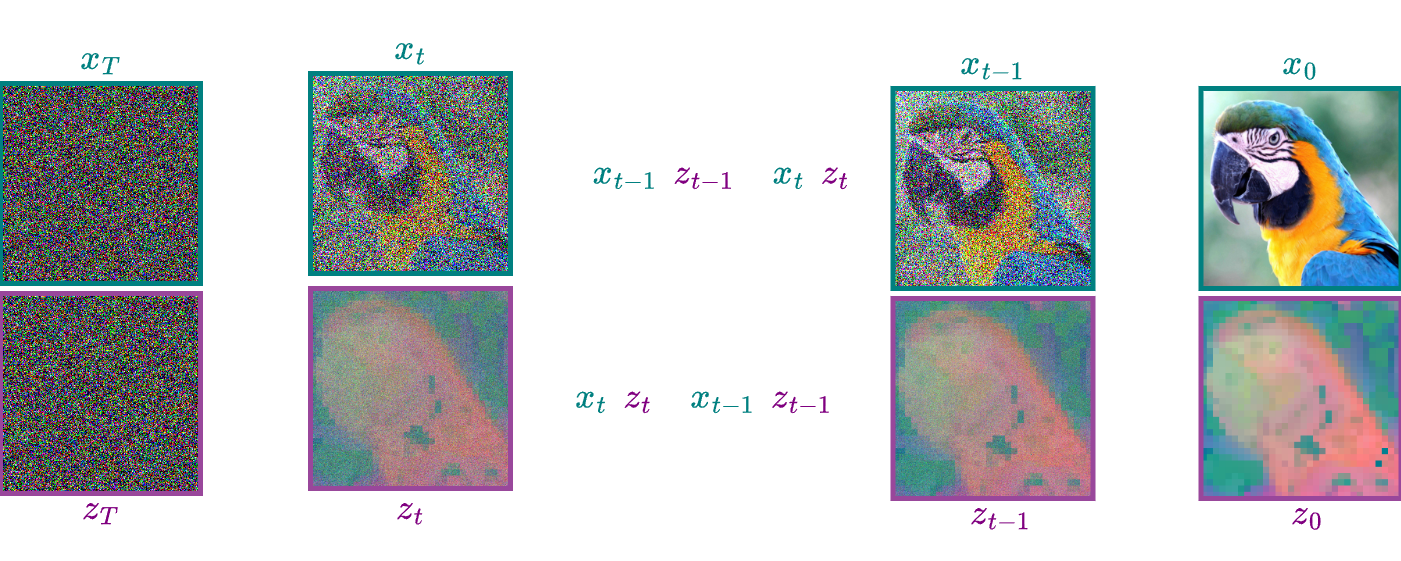 x_T
x_t
x_{t-1}
x_0
x_{t-1} z_{t-1} x_t z_t
x_t z_t x_{t-1} z_{t-1}
z_T
z_t
z_{t-1}
z_0